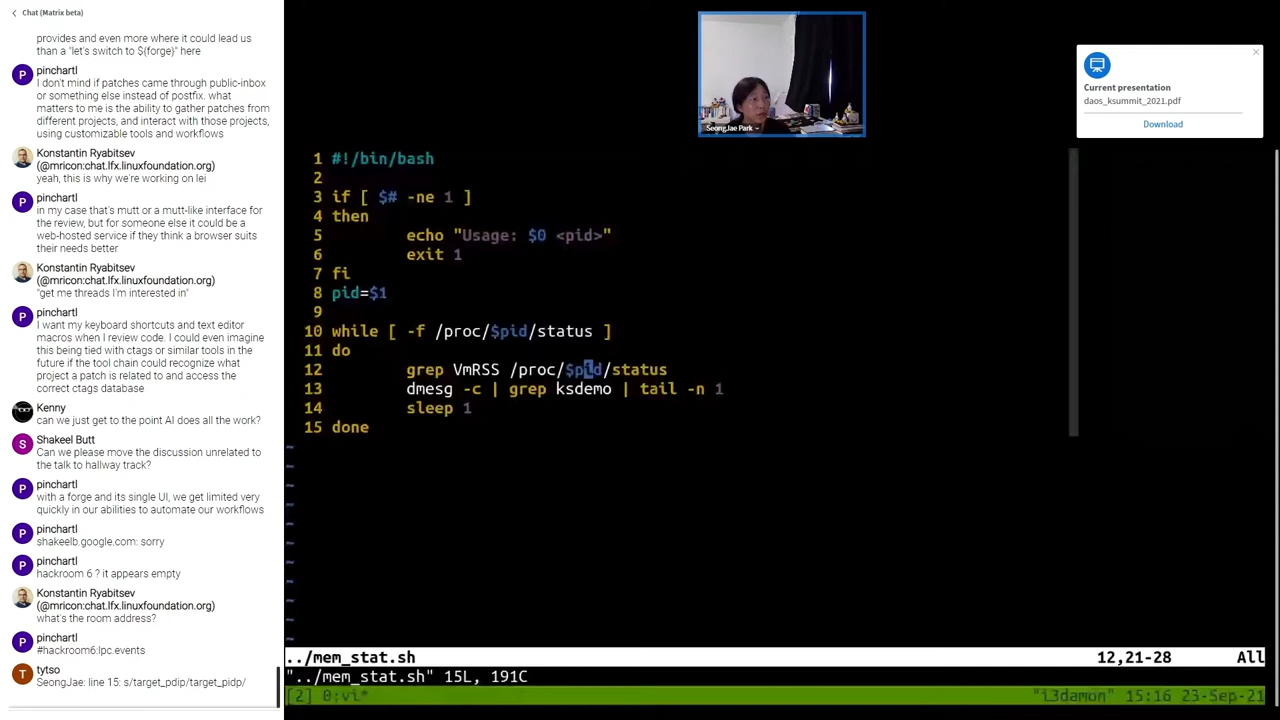 Chat (Matrix beta)
provides and even more where it could lead us
than a "let's switch to ${forge}" here
P
pinchartl
I don't mind if patches came through public-inbox
or something else instead of postfix. what
matters to me is the ability to gather patches from
different projects, and interact with those projects,
using customizable tools and workflows
Konstantin Ryabitsev
(@mricon:chat.lfx.linuxfoundation.org)
yeah, this is why we're working on lei
P
pinchartl
in my case that's mutt or a mutt-like interface for
the review, but for someone else it could be a
web-hosted service if they think a browser suits
their needs better
Konstantin Ryabitsev
(@mricon:chat.lfx.linuxfoundation.org)
"get me threads I'm interested in"
P
pinchartl
I want my keyboard shortcuts and text editor
macros when I review code. I could even imagine
this being tied with ctags or similar tools in the
future if the tool chain could recognize what
project a patch is related to and access the
correct ctags database
Kenny
can we just get to the point AI does all the work?
S
Shakeel Butt
Can we please move the discussion unrelated to
the talk to hallway track?
P
pinchartl
with a forge and its single UI, we get limited very
quickly in our abilities to automate our workflows
P
pinchartl
shakeelb.google.com: sorry
P
pinchartl
hackroom 6 ? it appears empty
Konstantin Ryabitsev
(@mricon:chat.lfx.linuxfoundation.org)
what's the room address?
P
pinchartl
#hackroom6:lpc.events
T
tytso
SeongJae: line 15: s/target_pdip/target_pidp/
SeongJae Park
Current presentation
daos_ksummit_2021.pdf
Download
1 #!/bin/bash
2
3 if [ $# -ne 1 ]
4 then
5 echo "Usage: $0 <pid>"
6 exit 1
7 fi
8 pid=$1
9
10 while [ -f /proc/$pid/status ]
11 do
12 grep VmRSS /proc/$pid/status
13 dmesg -c | grep ksdemo | tail -n 1
14 sleep 1
15 done
~
~
~
~
~
~
~
~
~
~
~
../mem_stat.sh 12,21-28 All
"../mem_stat.sh" 15L, 191C
[2] 0:vi* "i3damon" 15:16 23-Sep-21